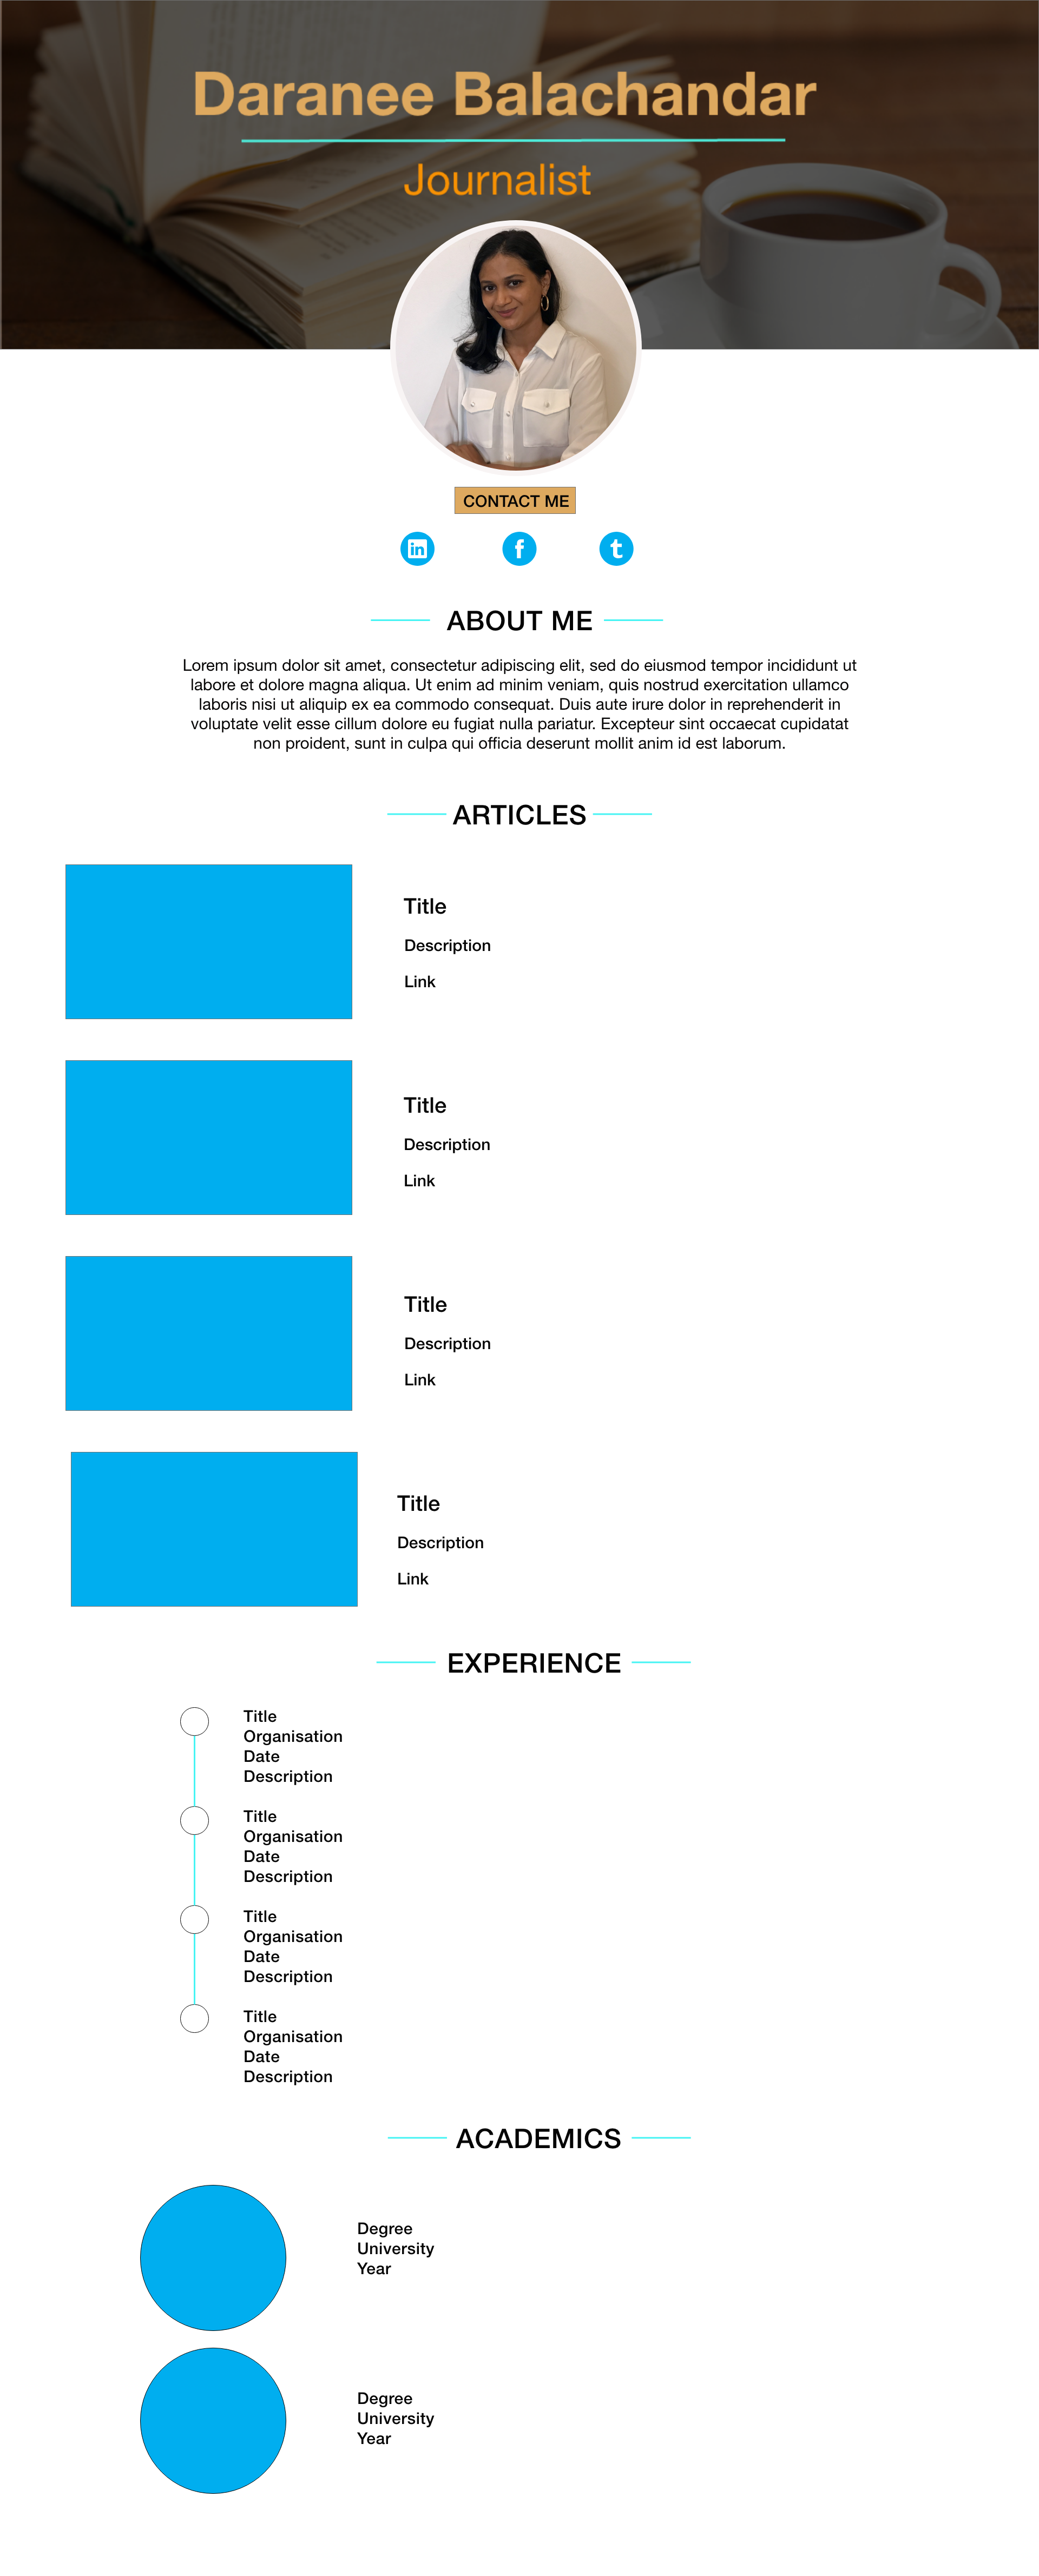 Daranee Balachandar
Journalist
CONTACT ME
in
f
t
ABOUT ME
Lorem ipsum dolor sit amet, consectetur adipiscing elit, sed do eiusmod tempor incididunt ut
labore et dolore magna aliqua. Ut enim ad minim veniam, quis nostrud exercitation ullamco
laboris nisi ut aliquip ex ea commodo consequat. Duis aute irure dolor in reprehenderit in
voluptate velit esse cillum dolore eu fugiat nulla pariatur. Excepteur sint occaecat cupidatat
non proident, sunt in culpa qui officia deserunt mollit anim id est laborum.
ARTICLES
Title
Description
Link
Title
Description
Link
Title
Description
Link
Title
Description
Link
EXPERIENCE
Title
Organisation
Date
Description
Title
Organisation
Date
Description
Title
Organisation
Date
Description
Title
Organisation
Date
Description
ACADEMICS
Degree
University
Year
Degree
University
Year